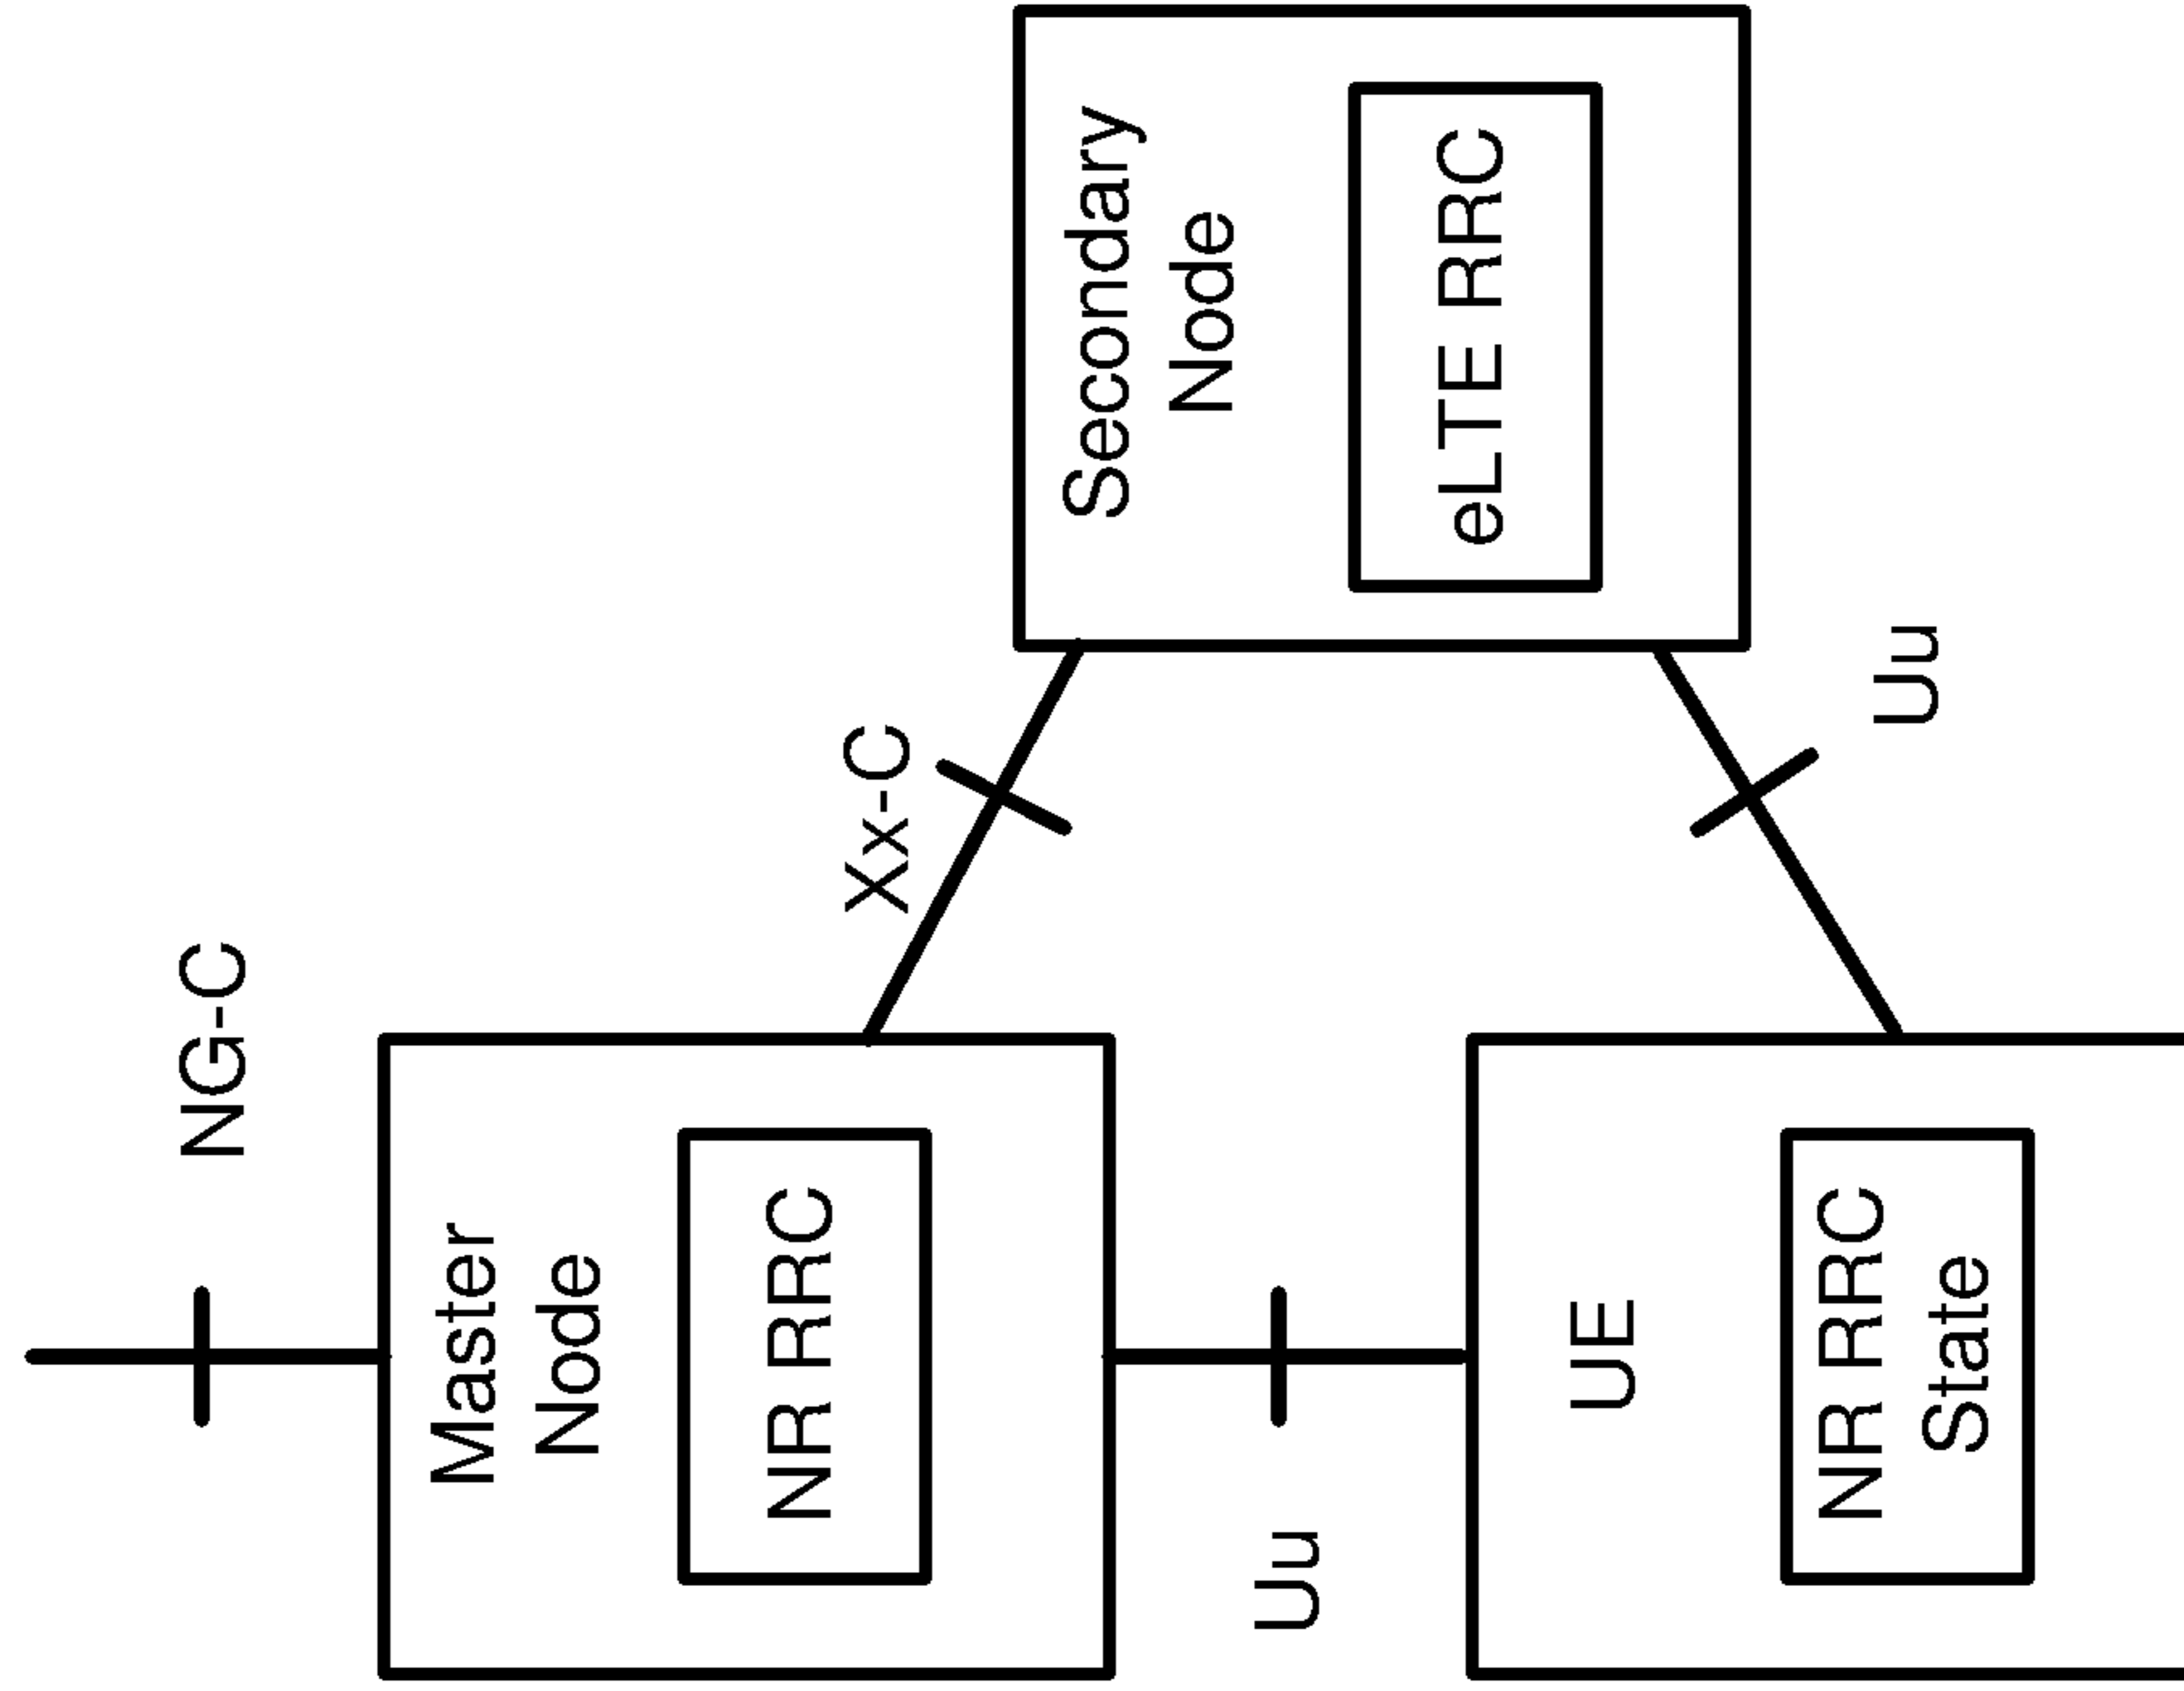 NG-C
Master
Node
NR RRC
Xx-C
Secondary
Node
eLTE RRC
Uu
Uu
UE
NR RRC
State